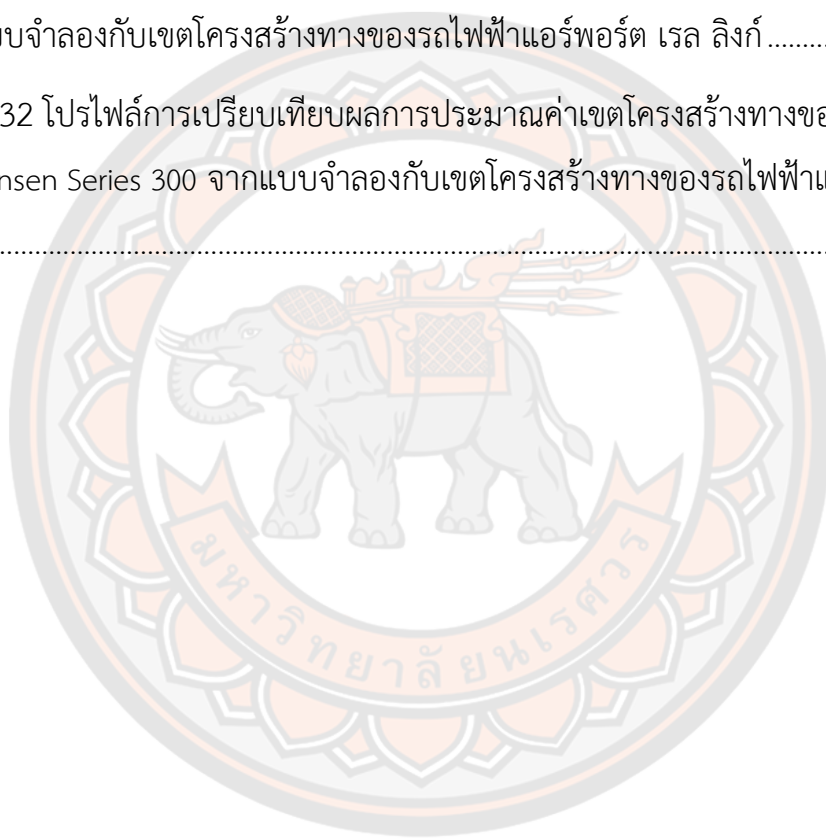 บบจำลองกับเขตโครงสร้างทางของรถไฟฟ้าแอร์พอร์ต เรล ลิงก์ ..........
32 โปรไฟล์การเปรียบเทียบผลการประมาณค่าเขตโครงสร้างทางขอ
nsen Series 300 จากแบบจำลองกับเขตโครงสร้างทางของรถไฟฟ้าแ
..........................................................................................................
มหาวิทยาลัยนเรศวร